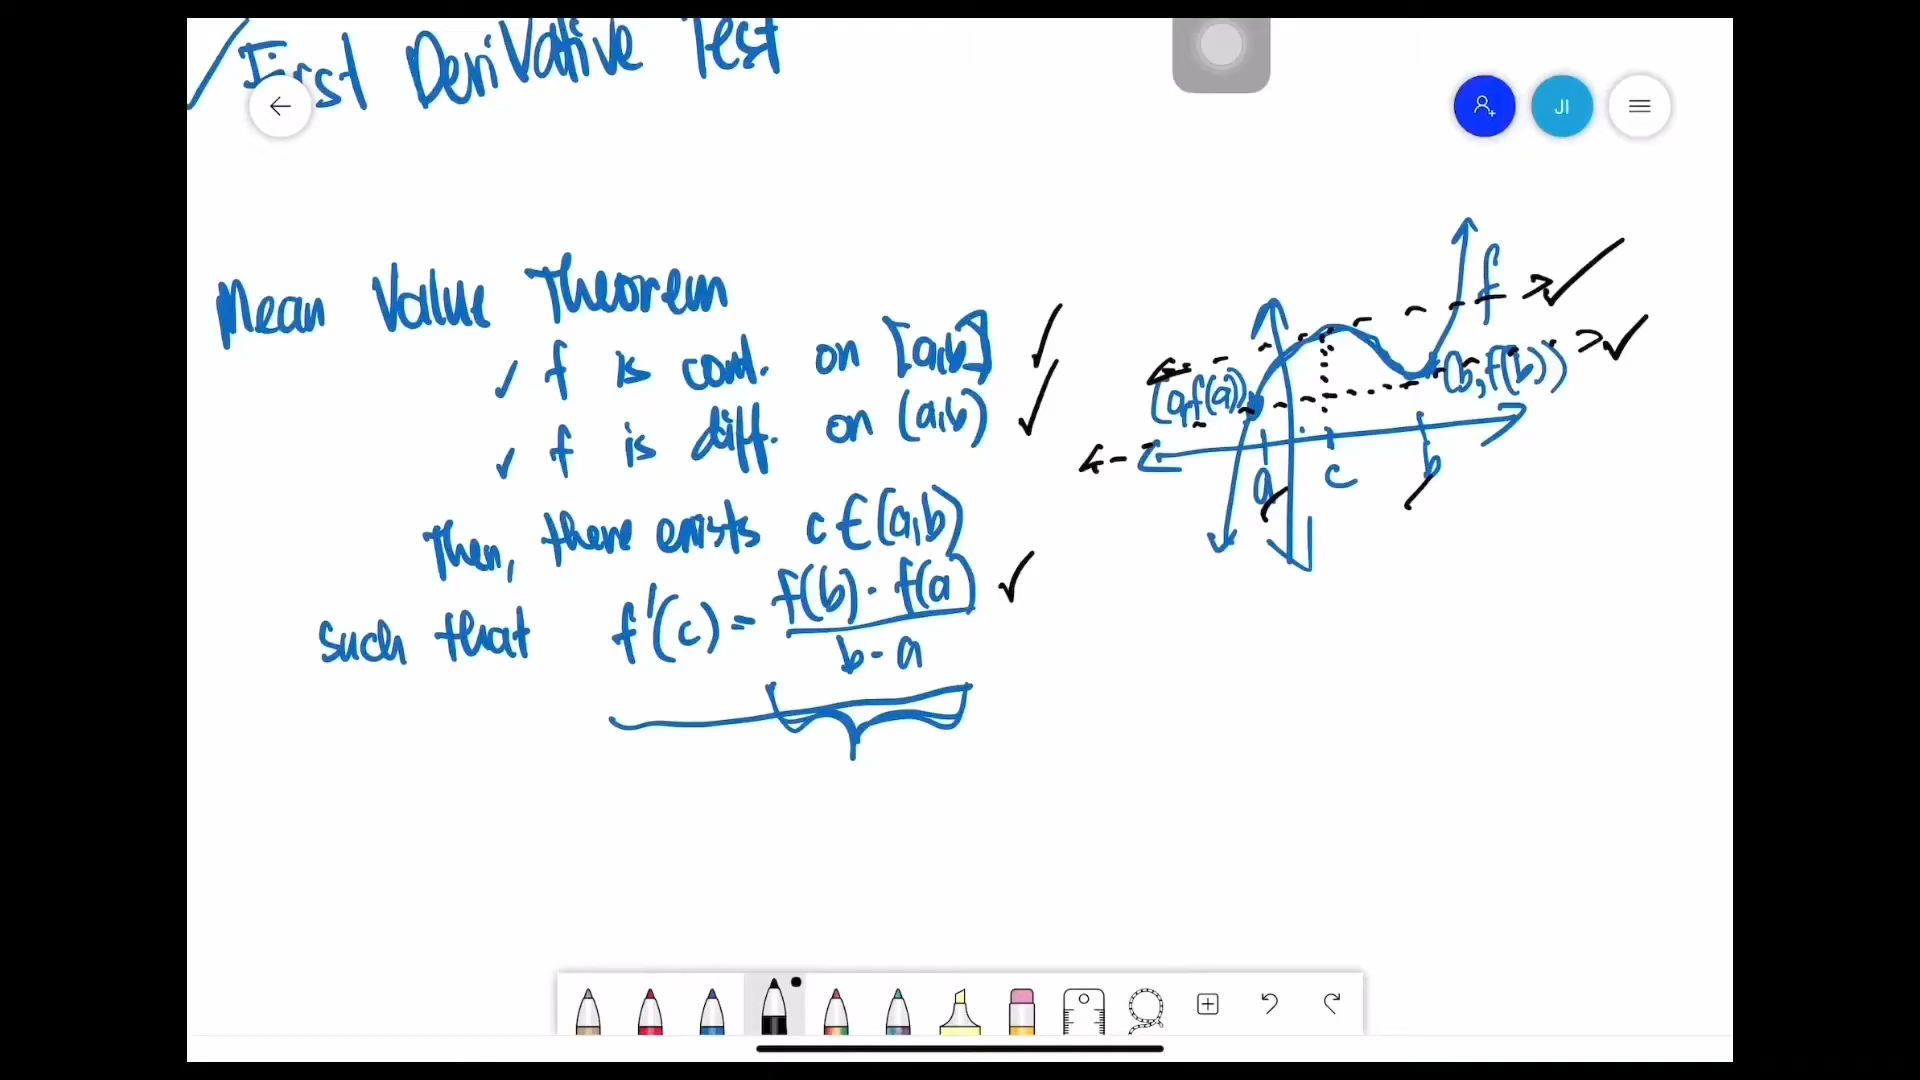 First Derivative Test
JI
Mean Value Theorem
✓ f is cont. on [a,b] ✓
✓ f is diff. on (a,b) ✓
Then, there exists c ∈ (a,b)
such that f'(c) = f(b) - f(a) / b - a ✓
f
(a, f(a))
(b, f(b))
a
c
b